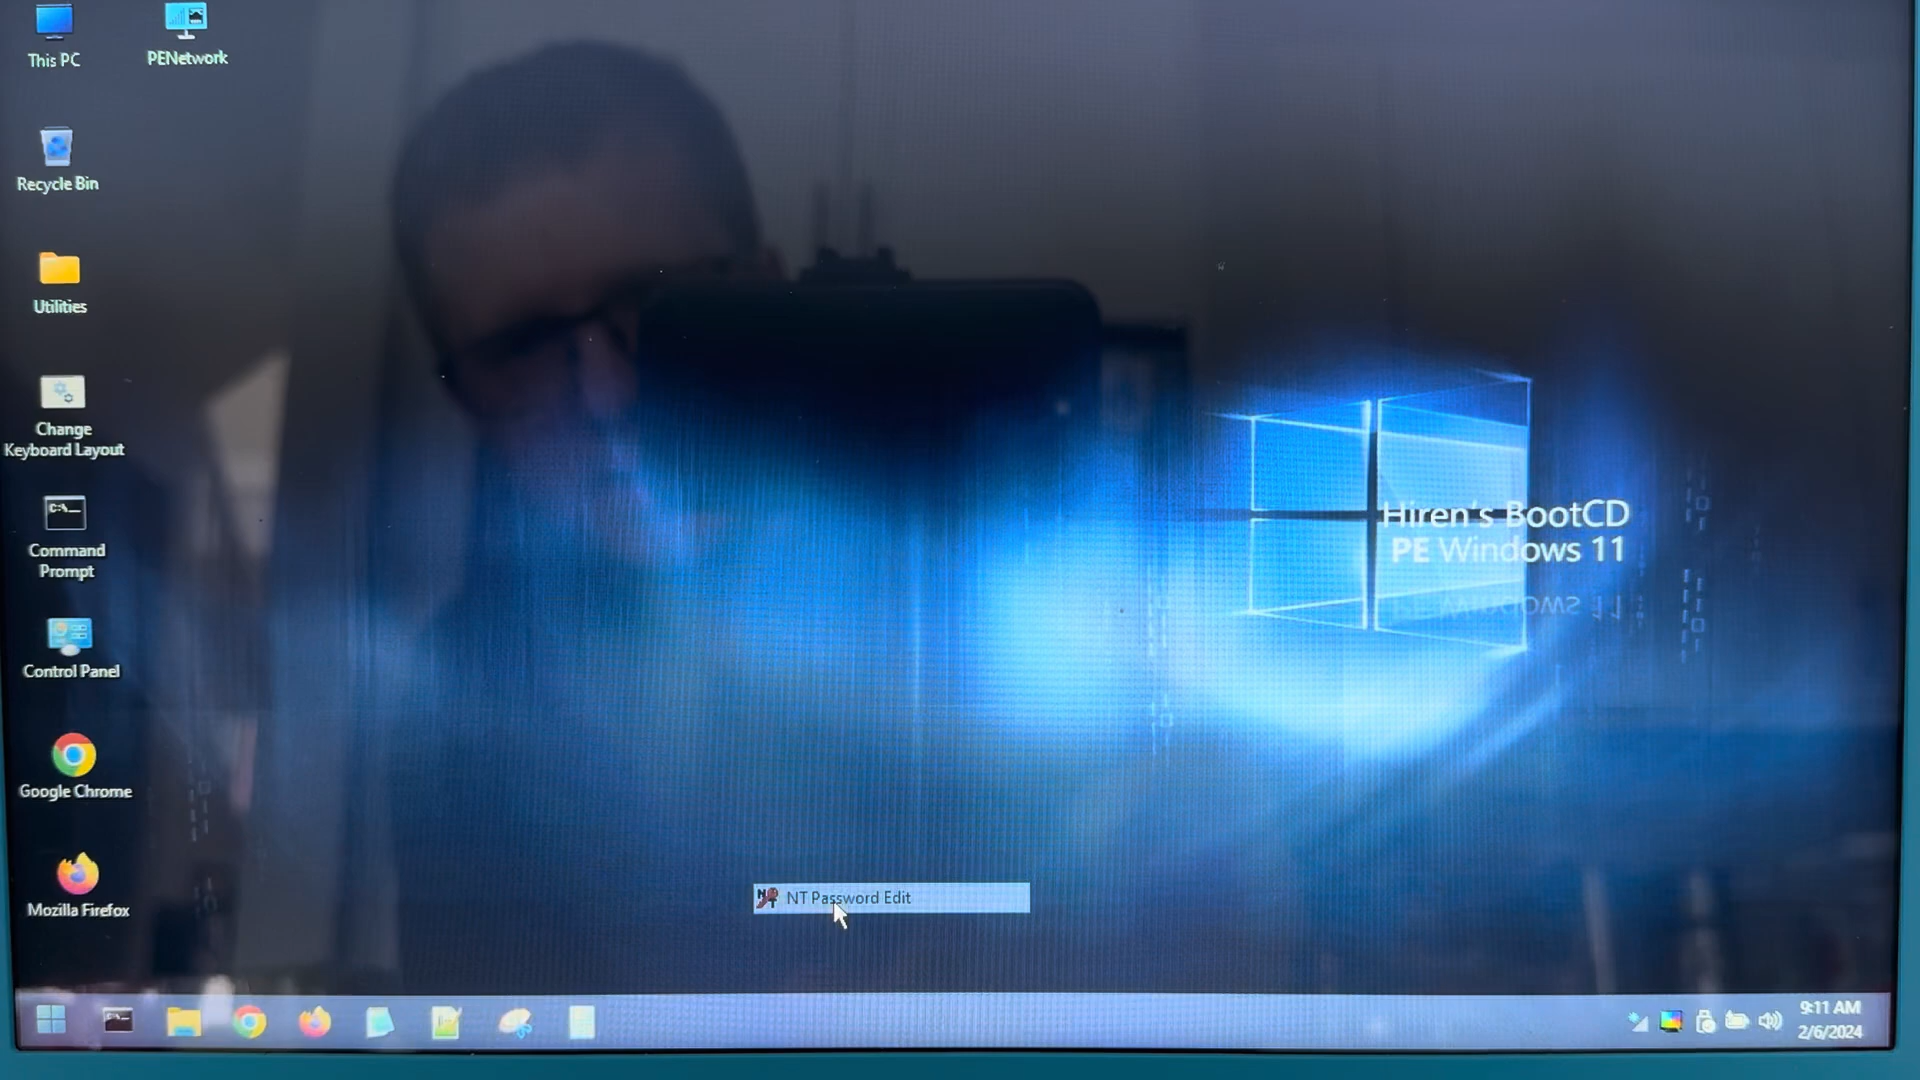 This PC
PENetwork
Recycle Bin
Utilities
Change
Keyboard Layout
Command
Prompt
Control Panel
Google Chrome
Mozilla Firefox
Hiren's BootCD
PE Windows 11
NT Password Edit
9:11 AM
2/6/2024